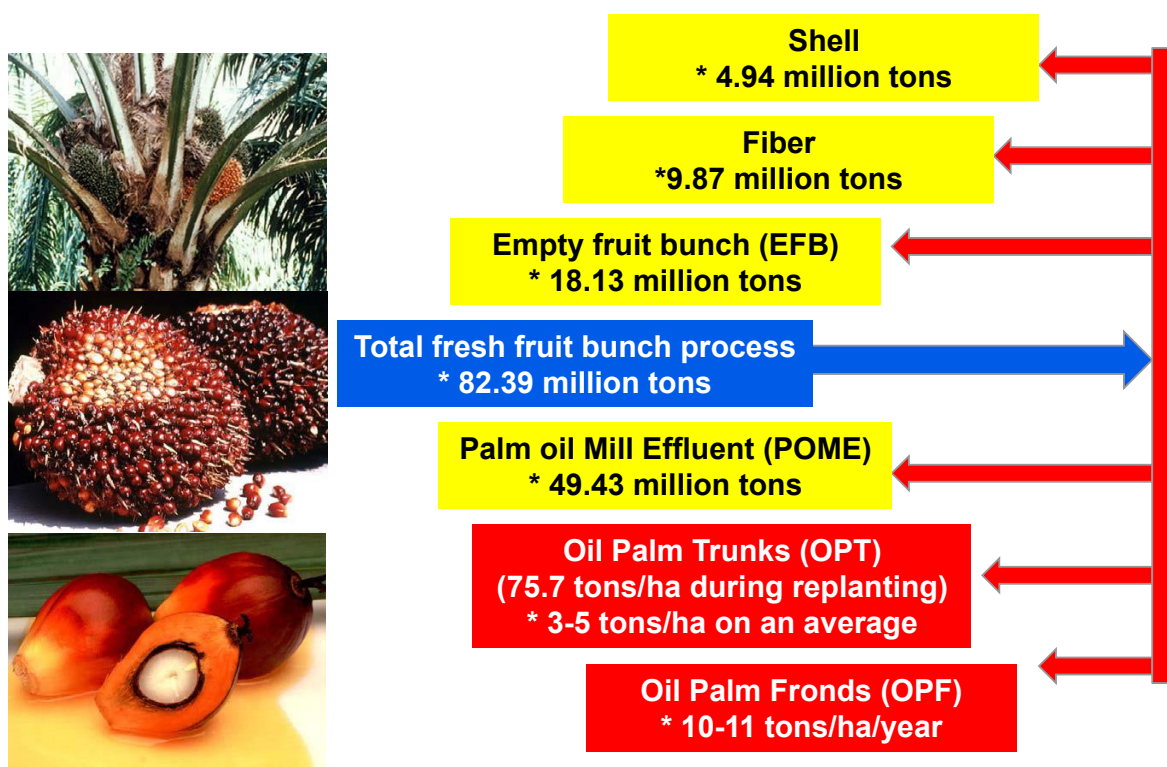 Shell
* 4.94 million tons
Fiber
*9.87 million tons
Empty fruit bunch (EFB)
* 18.13 million tons
Total fresh fruit bunch process
* 82.39 million tons
Palm oil Mill Effluent (POME)
* 49.43 million tons
Oil Palm Trunks (OPT)
(75.7 tons/ha during replanting)
* 3-5 tons/ha on an average
Oil Palm Fronds (OPF)
* 10-11 tons/ha/year